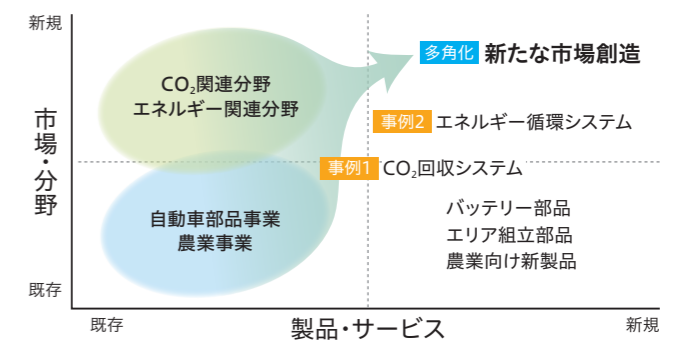 新規
多角化 新たな市場創造
CO₂関連分野
エネルギー関連分野
事例2 エネルギー循環システム
市場・分野
事例1 CO₂回収システム
自動車部品事業
農業事業
バッテリー部品
エリア組立部品
農業向け新製品
既存
既存
製品・サービス
新規